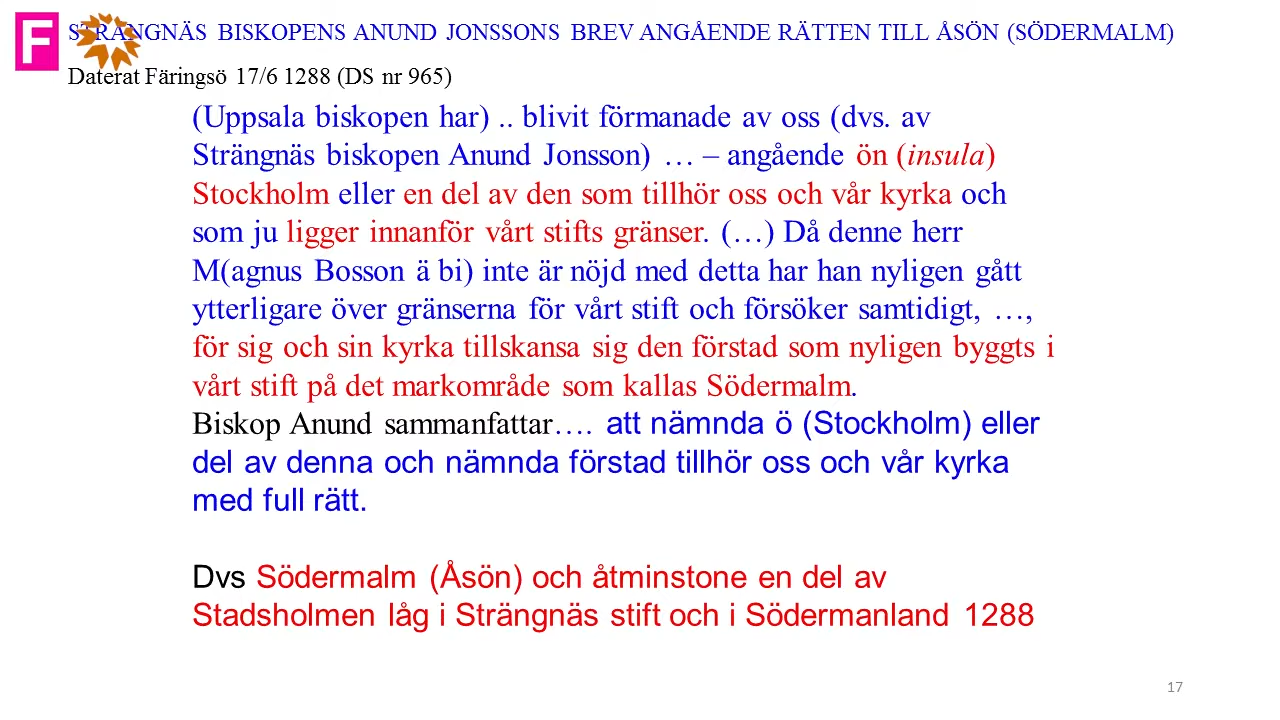 F
STRÄNGNÄS BISKOPENS ANUND JONSSONS BREV ANGÅENDE RÄTTEN TILL ÅSÖN (SÖDERMALM)
Daterat Färingsö 17/6 1288 (DS nr 965)
(Uppsala biskopen har) .. blivit förmanade av oss (dvs. av
Strängnäs biskopen Anund Jonsson) … – angående ön (insula)
Stockholm eller en del av den som tillhör oss och vår kyrka och
som ju ligger innanför vårt stifts gränser. (…) Då denne herr
M(agnus Bosson ä bi) inte är nöjd med detta har han nyligen gått
ytterligare över gränserna för vårt stift och försöker samtidigt, …,
för sig och sin kyrka tillskansa sig den förstad som nyligen byggts i
vårt stift på det markområde som kallas Södermalm.
Biskop Anund sammanfattar…. att nämnda ö (Stockholm) eller
del av denna och nämnda förstad tillhör oss och vår kyrka
med full rätt.
Dvs Södermalm (Åsön) och åtminstone en del av
Stadsholmen låg i Strängnäs stift och i Södermanland 1288
17